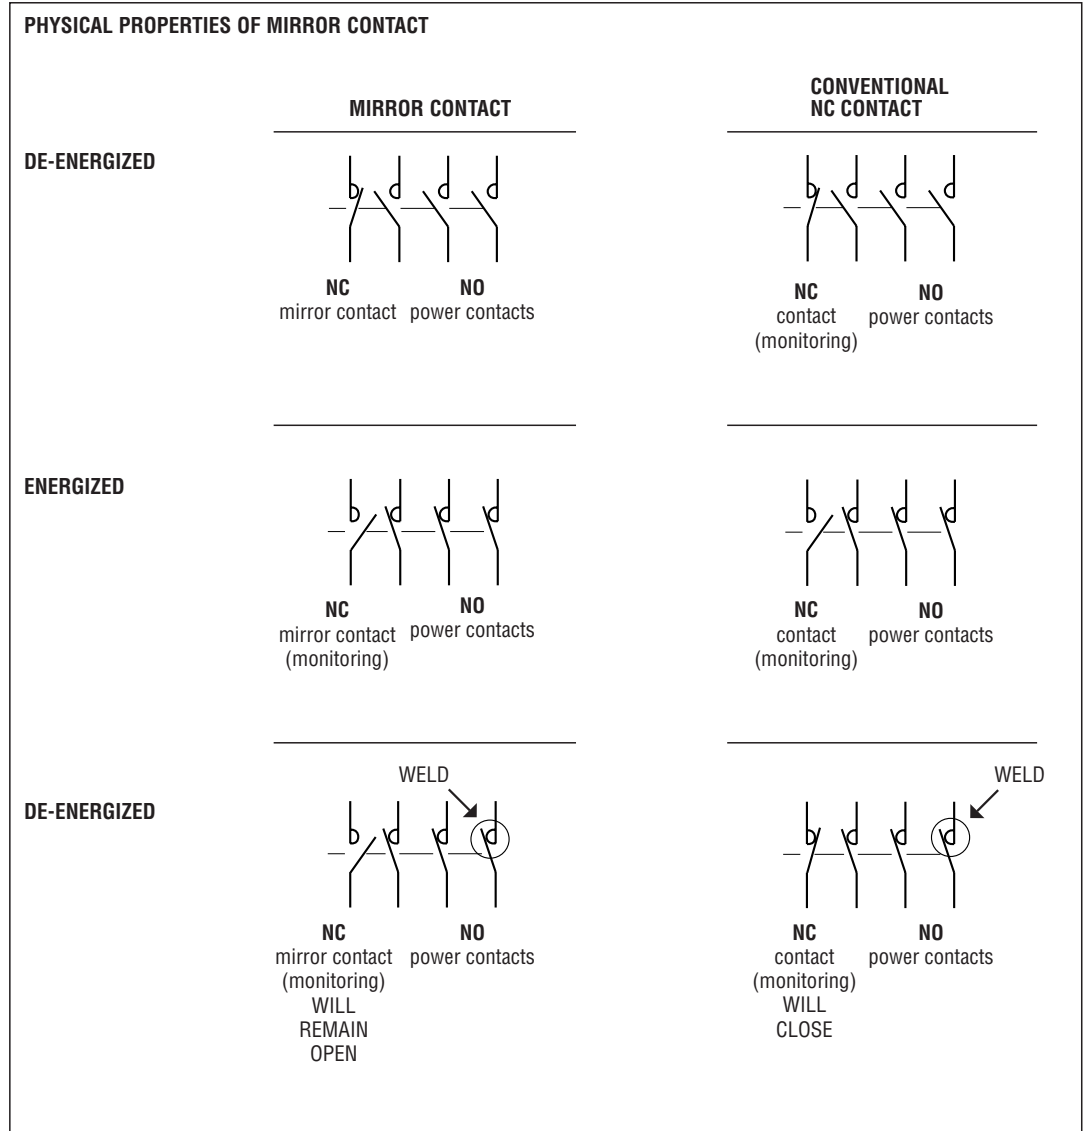 PHYSICAL PROPERTIES OF MIRROR CONTACT
MIRROR CONTACT
CONVENTIONAL
NC CONTACT
DE-ENERGIZED
NC
mirror contact
NO
power contacts
NC
contact
(monitoring)
NO
power contacts
ENERGIZED
NC
mirror contact
(monitoring)
NO
power contacts
NC
contact
(monitoring)
NO
power contacts
DE-ENERGIZED
WELD
NC
mirror contact
(monitoring)
WILL
REMAIN
OPEN
NO
power contacts
WELD
NC
contact
(monitoring)
WILL
CLOSE
NO
power contacts